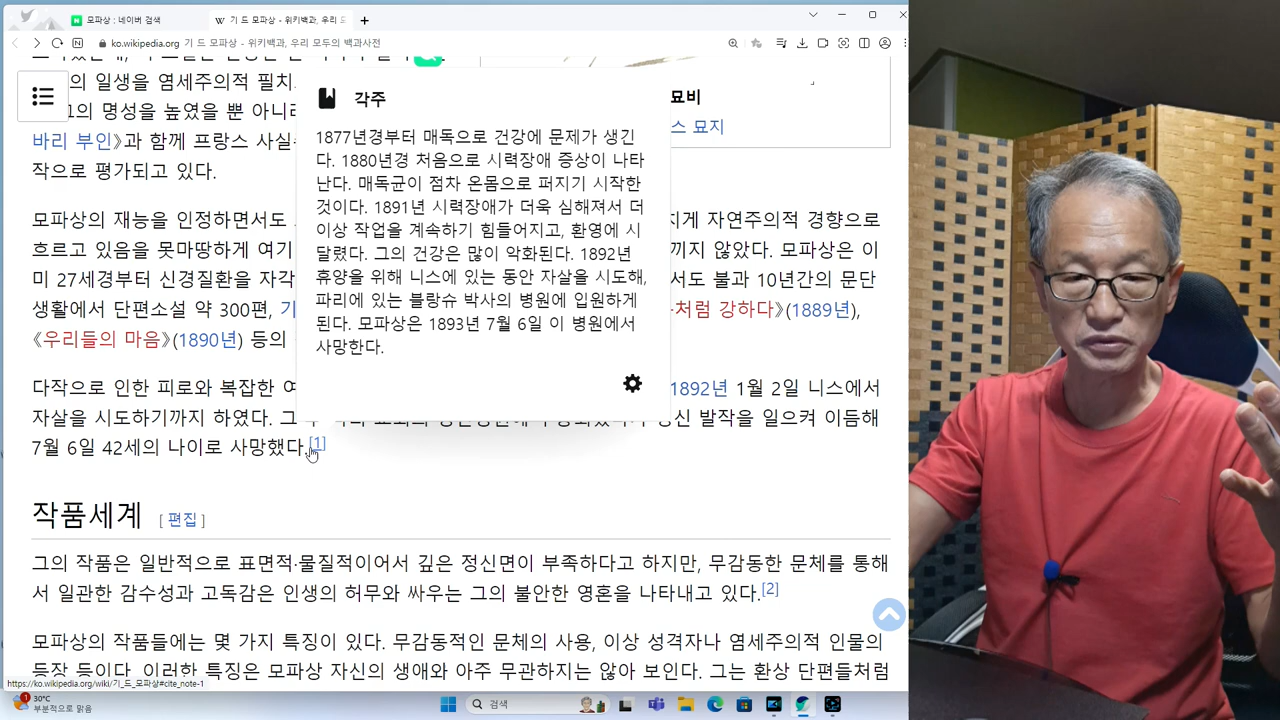 모파상 : 네이버 검색
기 드 모파상 - 위키백과, 우리 모
ko.wikipedia.org 기 드 모파상 - 위키백과, 우리 모두의 백과사전
의 일생을 염세주의적 필치
1의 명성을 높였을 뿐 아니라
바리 부인》과 함께 프랑스 사실
작으로 평가되고 있다.
묘비
스 묘지
각주
1877년경부터 매독으로 건강에 문제가 생긴
다. 1880년경 처음으로 시력장애 증상이 나타
난다. 매독균이 점차 온몸으로 퍼지기 시작한
것이다. 1891년 시력장애가 더욱 심해져서 더
이상 작업을 계속하기 힘들어지고, 환영에 시
달렸다. 그의 건강은 많이 악화된다. 1892년
휴양을 위해 니스에 있는 동안 자살을 시도해,
파리에 있는 블랑슈 박사의 병원에 입원하게
된다. 모파상은 1893년 7월 6일 이 병원에서
사망한다.
모파상의 재능을 인정하면서도 치게 자연주의적 경향으로
흐르고 있음을 못마땅하게 여기 끼지 않았다. 모파상은 이
미 27세경부터 신경질환을 자각 서도 불과 10년간의 문단
생활에서 단편소설 약 300편, 기 처럼 강하다》(1889년),
《우리들의 마음》(1890년) 등의
다작으로 인한 피로와 복잡한 여 1892년 1월 2일 니스에서
자살을 시도하기까지 하였다. 그 발작을 일으켜 이듬해
7월 6일 42세의 나이로 사망했다.[1]
작품세계 [ 편집 ]
그의 작품은 일반적으로 표면적·물질적이어서 깊은 정신면이 부족하다고 하지만, 무감동한 문체를 통해
서 일관한 감수성과 고독감은 인생의 허무와 싸우는 그의 불안한 영혼을 나타내고 있다.[2]
모파상의 작품들에는 몇 가지 특징이 있다. 무감동적인 문체의 사용, 이상 성격자나 염세주의적 인물의
등장 등이다. 이러한 특징은 모파상 자신의 생애와 아주 무관하지는 않아 보인다. 그는 환상 단편들처럼
https://ko.wikipedia.org/wiki/기_드_모파상#cite_note-1
1
30°C
부분적으로 맑음
검색